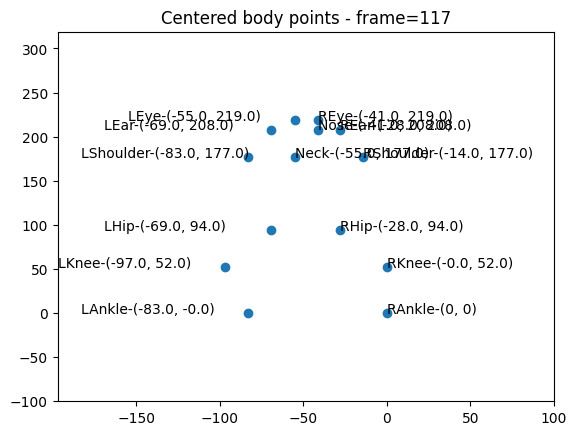 Centered body points - frame=117
300
250
200
150
100
50
0
−50
−100
LEye-(-55.0, 219.0)
REye-(-41.0, 219.0)
LEar-(-69.0, 208.0)
Nose-(-41.0, 208.0)
REar-(-28.0, 208.0)
LShoulder-(-83.0, 177.0)
Neck-(-55.0, 177.0)
RShoulder-(-14.0, 177.0)
LHip-(-69.0, 94.0)
RHip-(-28.0, 94.0)
LKnee-(-97.0, 52.0)
RKnee-(-0.0, 52.0)
LAnkle-(-83.0, -0.0)
RAnkle-(0, 0)
−150
−100
−50
0
50
100